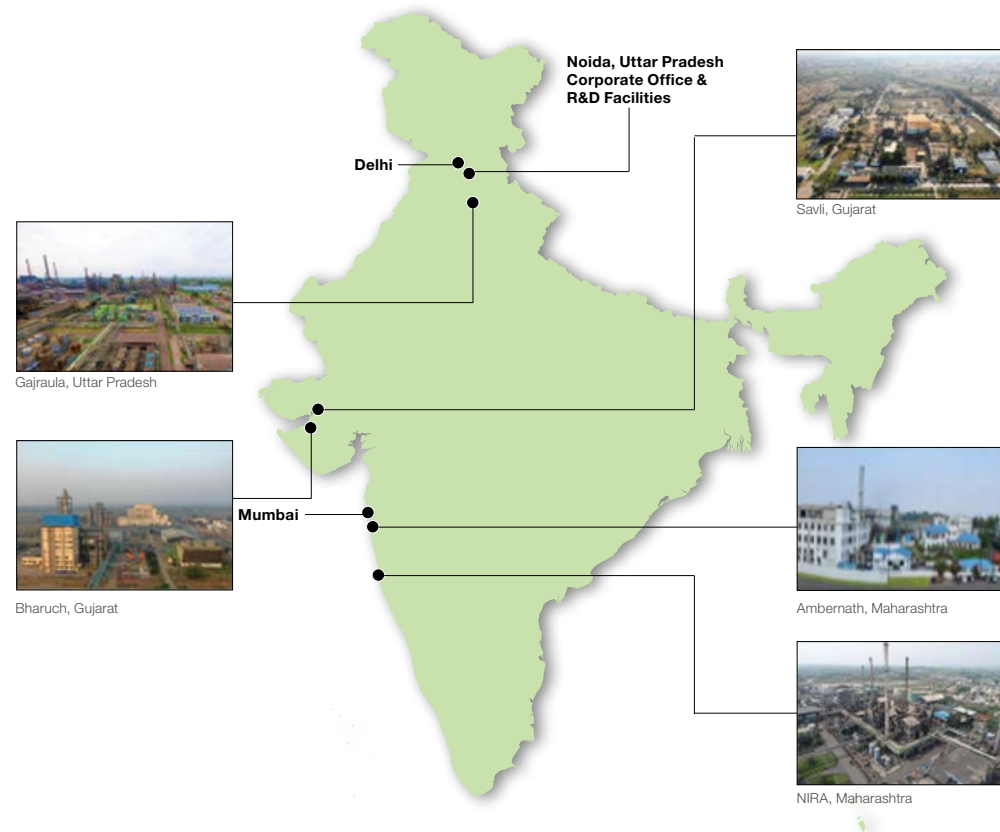 Noida, Uttar Pradesh
Corporate Office &
R&D Facilities
Delhi
Savli, Gujarat
Gajraula, Uttar Pradesh
Mumbai
Bharuch, Gujarat
Ambernath, Maharashtra
NIRA, Maharashtra